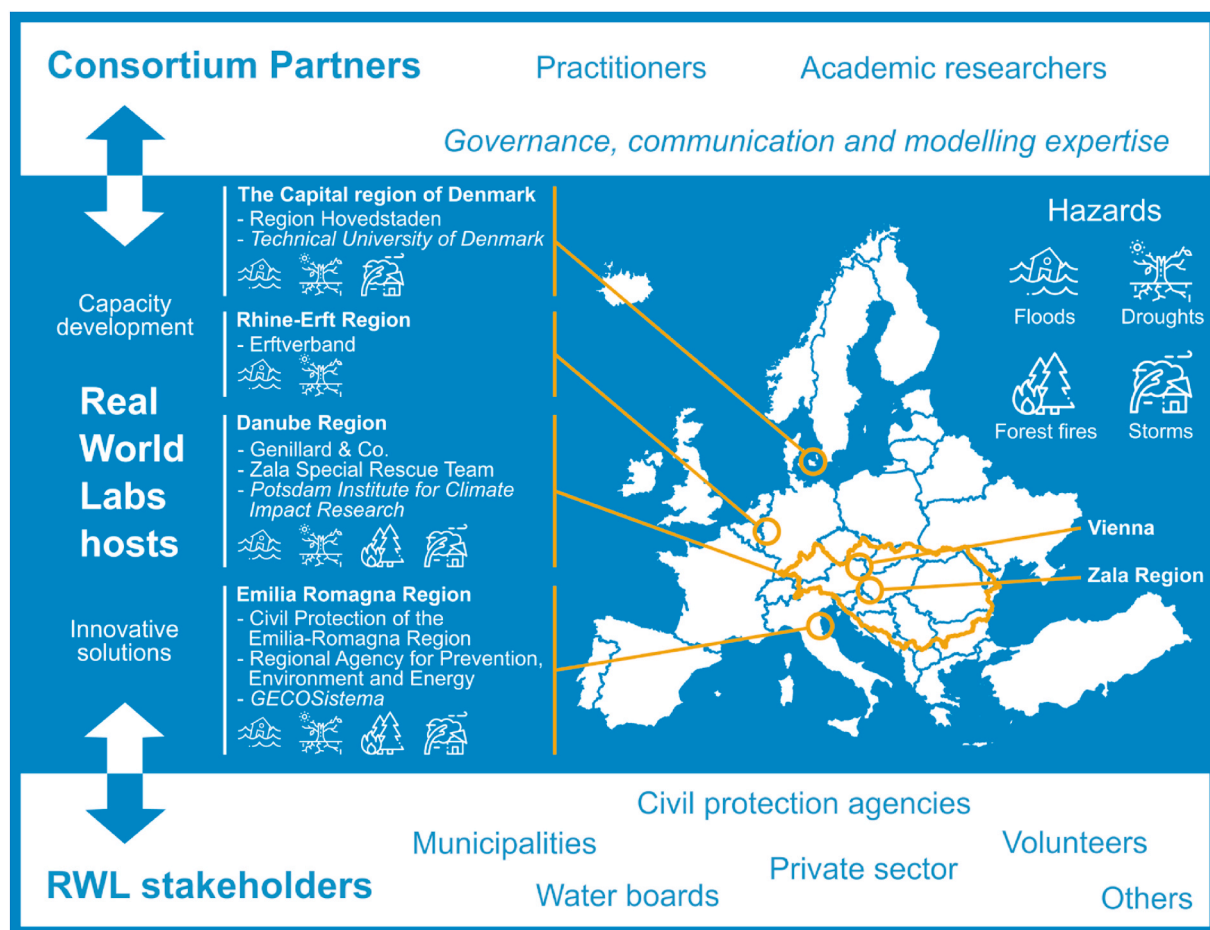 Consortium Partners
Practitioners
Academic researchers
Governance, communication and modelling expertise
Capacity
development
Real
World
Labs
hosts
Innovative
solutions
The Capital region of Denmark
- Region Hovedstaden
- Technical University of Denmark
Rhine-Erft Region
- Erftverband
Danube Region
- Genillard & Co.
- Zala Special Rescue Team
- Potsdam Institute for Climate
Impact Research
Emilia Romagna Region
- Civil Protection of the
Emilia-Romagna Region
- Regional Agency for Prevention,
Environment and Energy
- GECOSistema
Hazards
Floods
Droughts
Forest fires
Storms
Vienna
Zala Region
RWL stakeholders
Civil protection agencies
Municipalities
Volunteers
Private sector
Water boards
Others